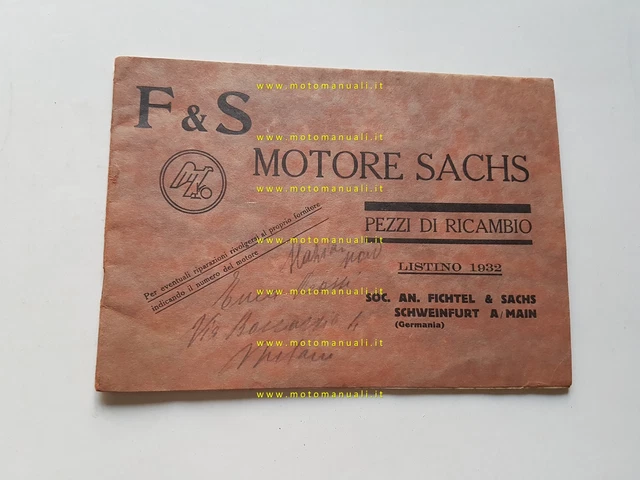 www.motomanuali.it
F & S
www.motomanuali.it
MOTORE SACHS
www.motomanuali.it
PEZZI DI RICAMBIO
www.motomanuali.it
Per eventuali riparazioni rivolgersi al proprio fornitore
indicando il numero del motore
LISTINO 1932
www.motomanuali.it
SOC. AN. FICHTEL & SACHS
SCHWEINFURT A/MAIN
(Germania)
Via
www.motomanuali.it
Milano
www.motomanuali.it